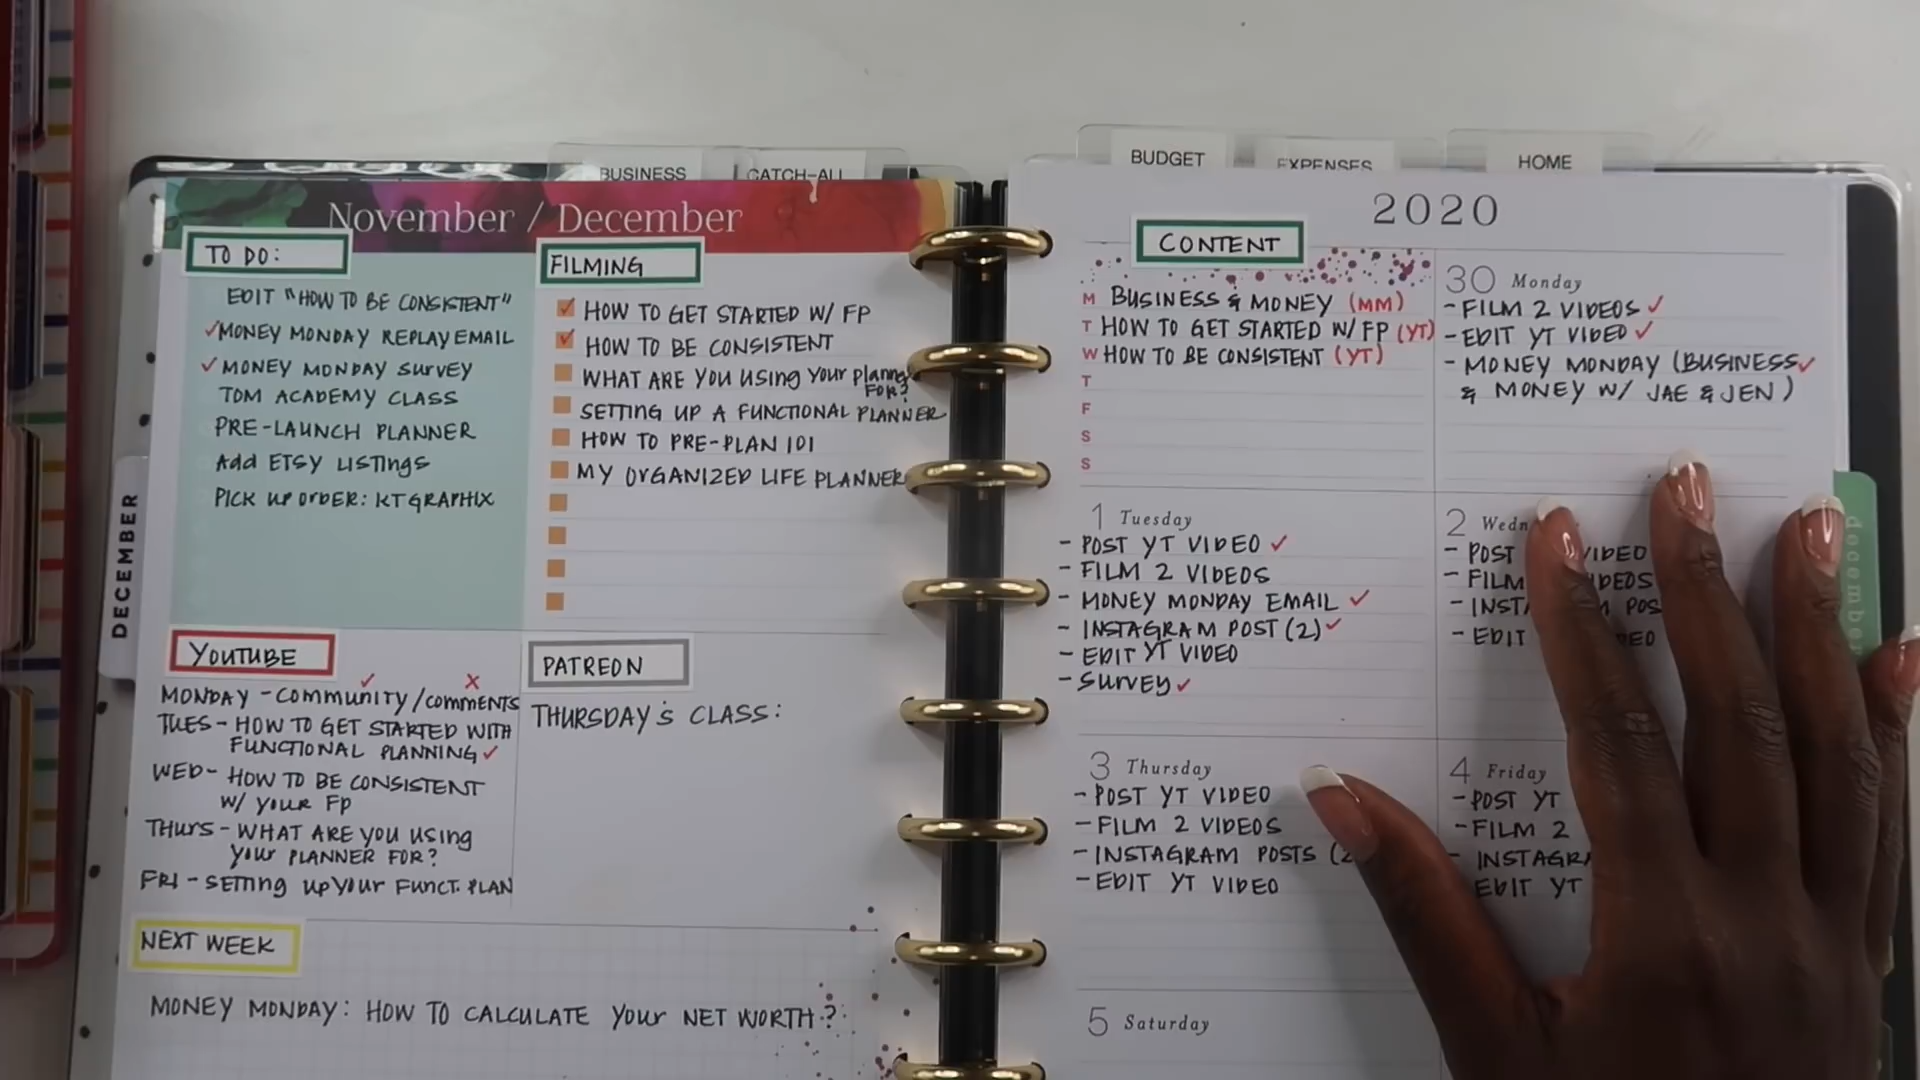 BUSINESS
CATCH-ALL
BUDGET
EXPENSES
HOME
DECEMBER
November / December
TO DO:
EDIT "HOW TO BE CONSISTENT"
✓MONEY MONDAY REPLAY EMAIL
✓MONEY MONDAY SURVEY
TOM ACADEMY CLASS
PRE-LAUNCH PLANNER
Add ETSY LISTINGS
PICK UP ORDER: KT GRAPHIX
FILMING
✓ HOW TO GET STARTED W/ FP
✓ HOW TO BE CONSISTENT
WHAT ARE YOU USING YOUR PLANNER
FOR?
SETTING UP A FUNCTIONAL PLANNER
HOW TO PRE-PLAN 101
MY ORGANIZED LIFE PLANNER
YOUTUBE
✓ X
MONDAY - COMMUNITY / COMMENTS
TUES - HOW TO GET STARTED WITH
FUNCTIONAL PLANNING ✓
WED - HOW TO BE CONSISTENT
W/ YOUR FP
THURS - WHAT ARE YOU USING
YOUR PLANNER FOR?
FRI - SETTING UP YOUR FUNCT. PLAN
PATREON
THURSDAY'S CLASS:
NEXT WEEK
MONEY MONDAY: HOW TO CALCULATE YOUR NET WORTH?
2020
CONTENT
M BUSINESS & MONEY (MM)
T HOW TO GET STARTED W/ FP (YT)
W HOW TO BE CONSISTENT (YT)
T
F
S
S
30 Monday
- FILM 2 VIDEOS ✓
- EDIT YT VIDEO ✓
- MONEY MONDAY (BUSINESS ✓
& MONEY W/ JAE & JEN)
1 Tuesday
- POST YT VIDEO ✓
- FILM 2 VIDEOS
- MONEY MONDAY EMAIL ✓
- INSTAGRAM POST (2) ✓
- EDIT YT VIDEO
- SURVEY ✓
2
- POST
- FILM
- EDIT
3 Thursday
- POST YT VIDEO
- FILM 2 VIDEOS
- INSTAGRAM POSTS (2
- EDIT YT VIDEO
4 Friday
- POST YT
- FILM 2
EDIT YT
5 Saturday
december